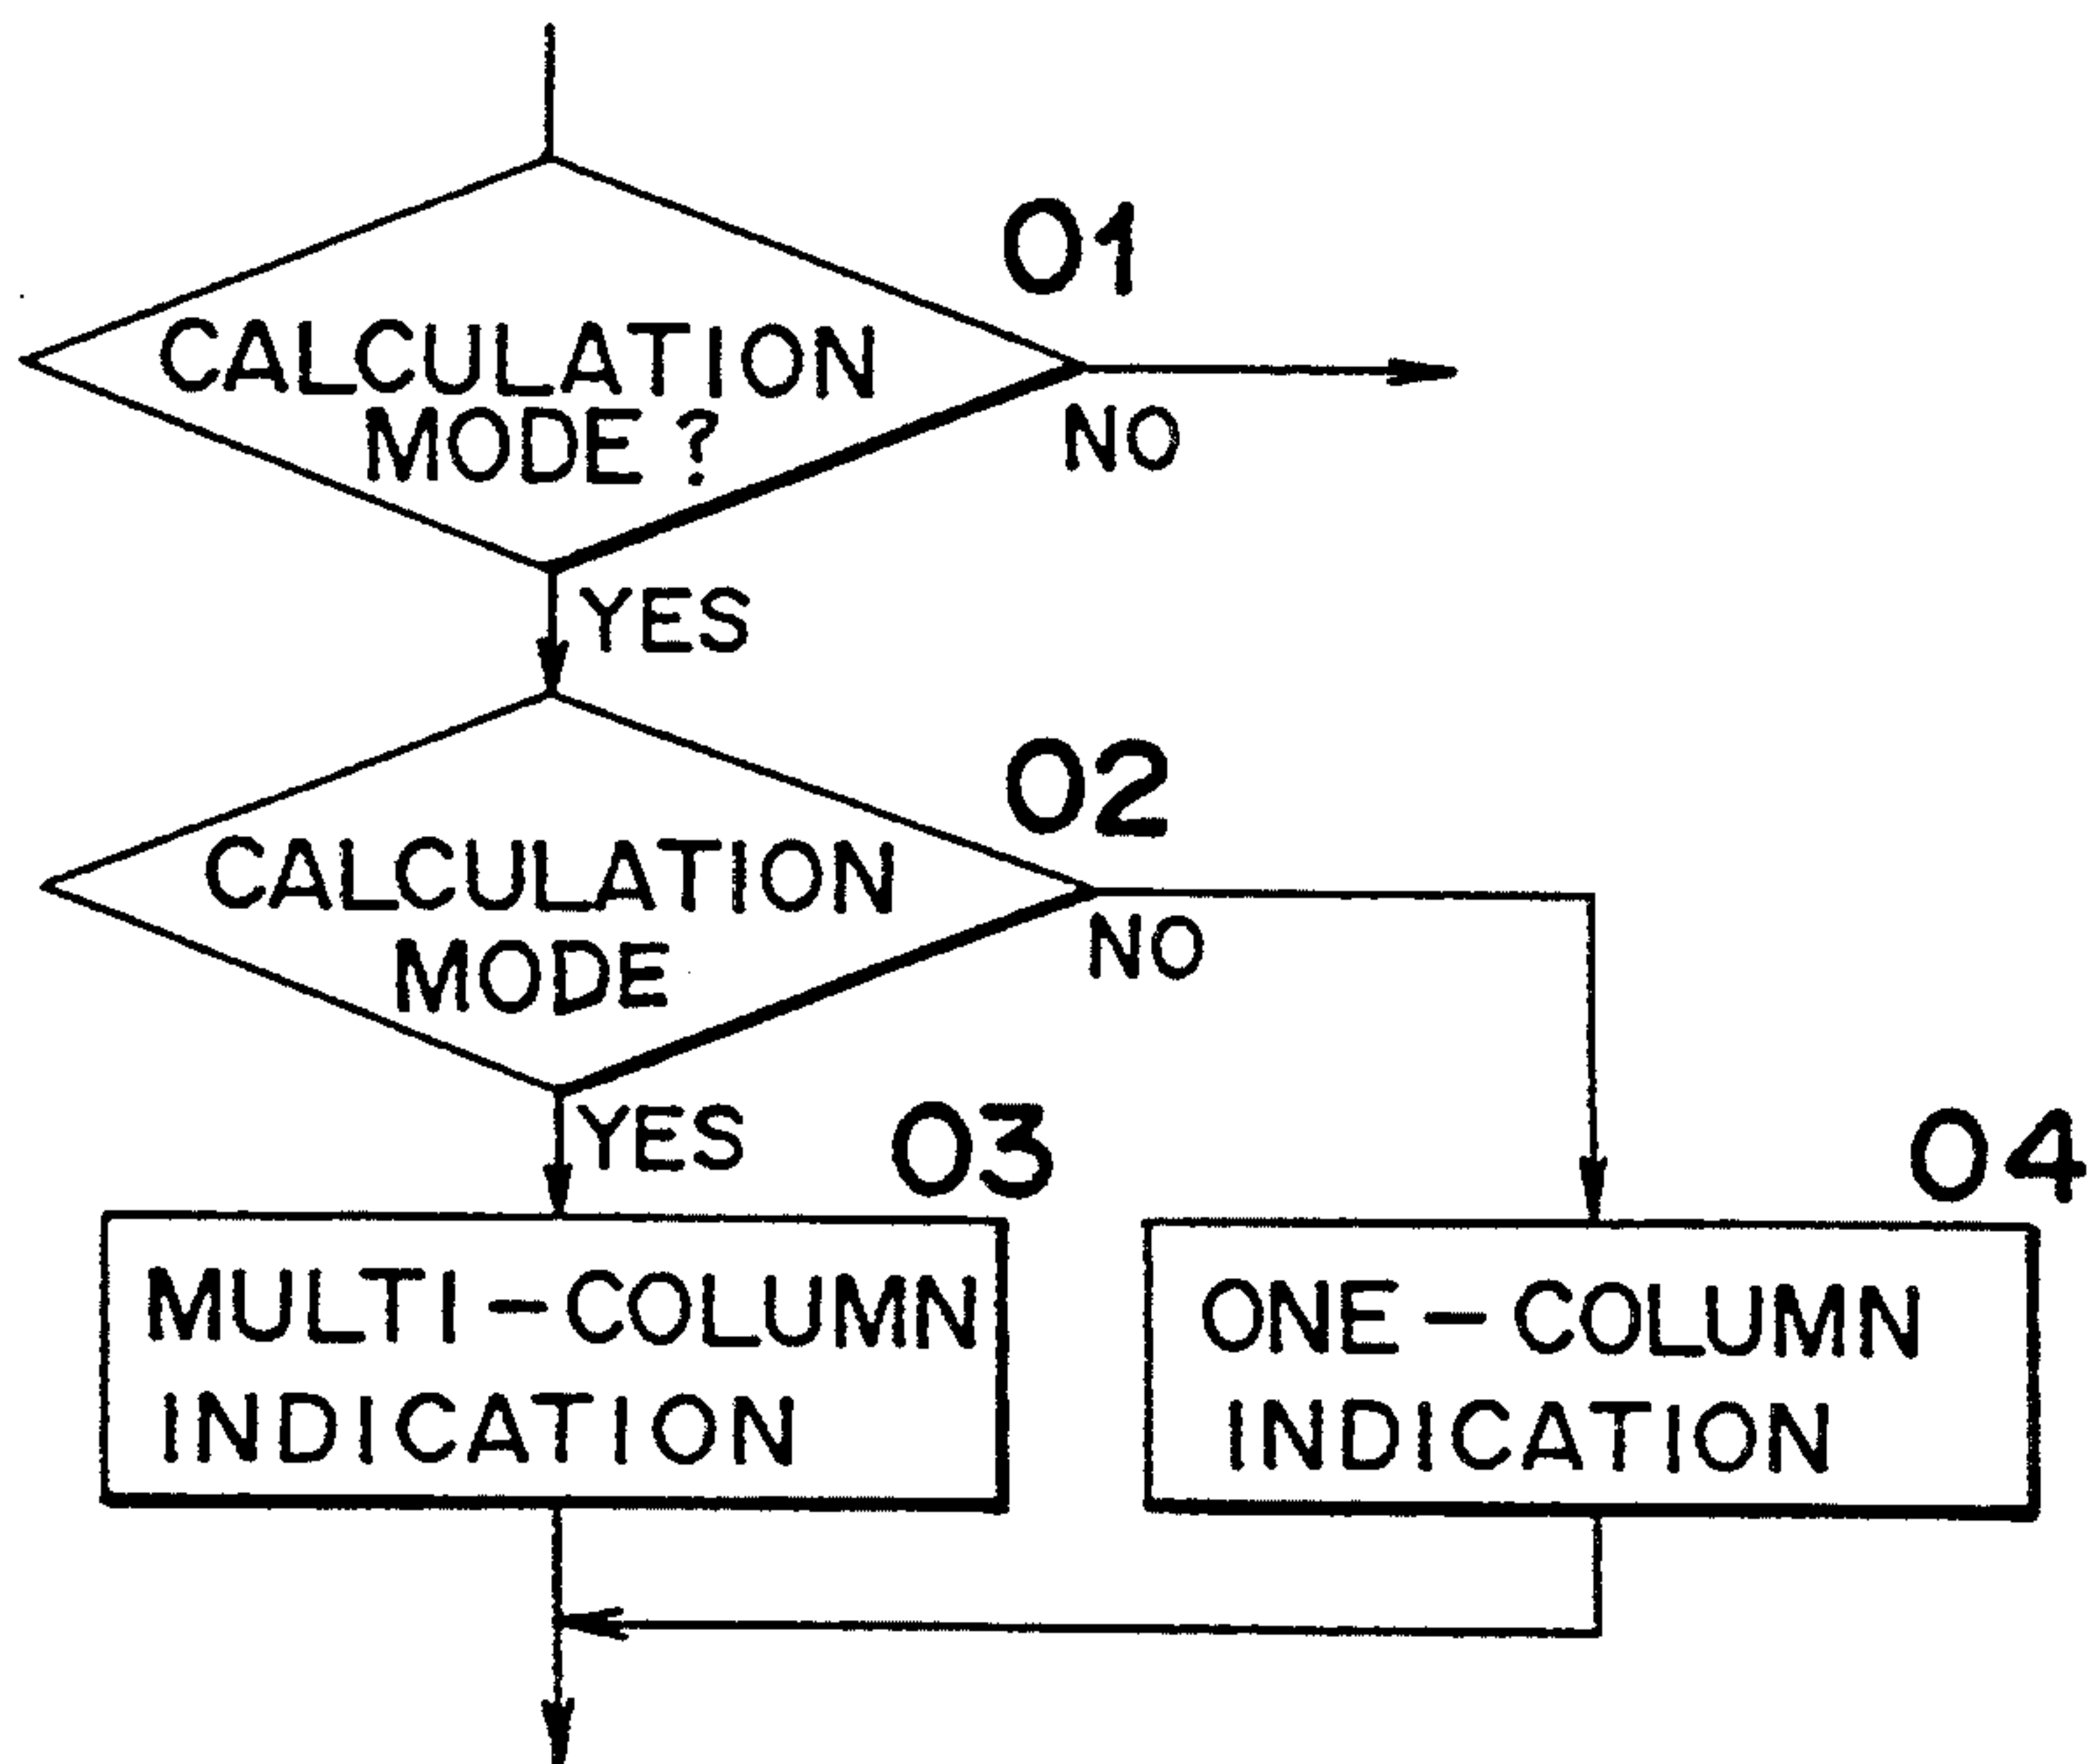 01
CALCULATION
MODE ?
NO
YES
02
CALCULATION
MODE
NO
YES
03
04
MULTI-COLUMN
INDICATION
ONE-COLUMN
INDICATION